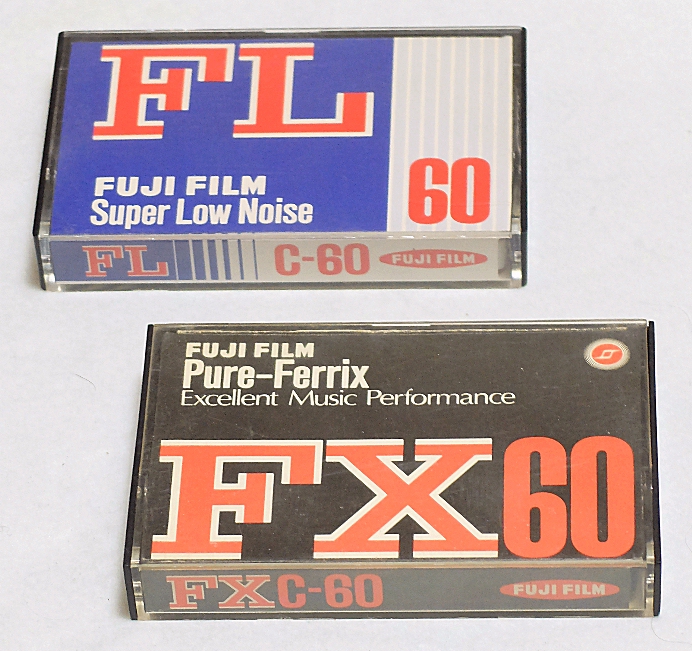 FL
FUJI FILM
Super Low Noise
60
FL C-60 FUJI FILM
FUJI FILM
Pure-Ferrix
Excellent Music Performance
FX60
FX C-60 FUJI FILM